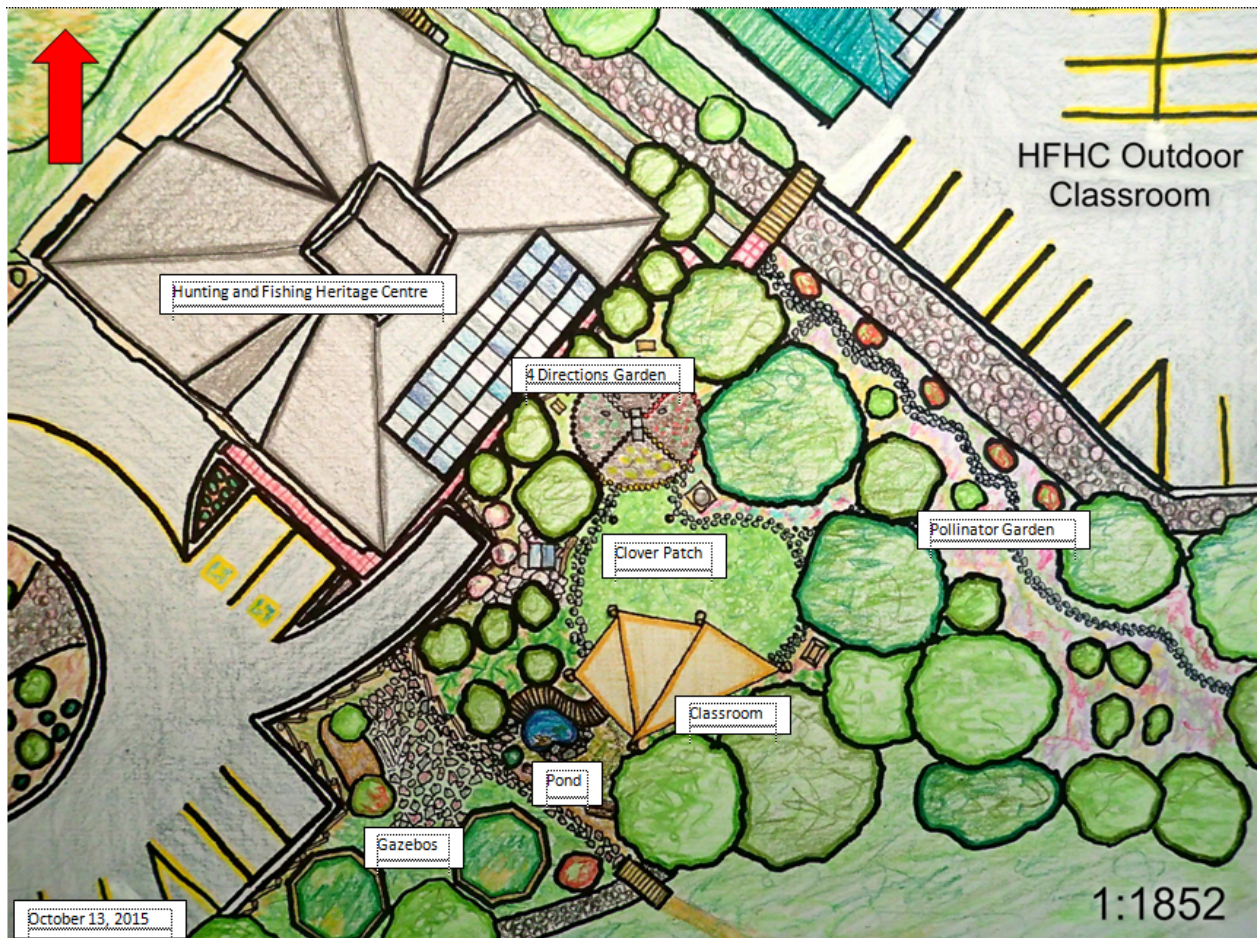 HFHC Outdoor
Classroom
Hunting and Fishing Heritage Centre
4 Directions Garden
Pollinator Garden
Clover Patch
Classroom
Pond
Gazebos
October 13, 2015
1:1852